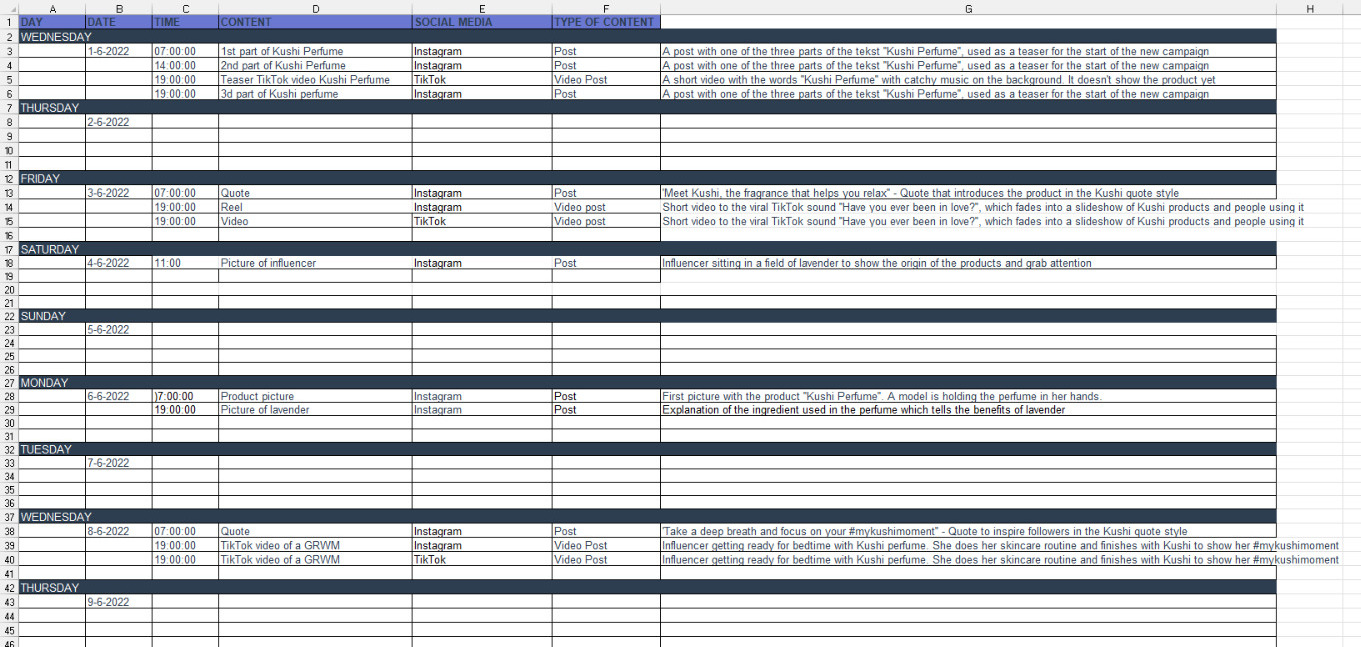 A B C D E F G H
1 DAY DATE TIME CONTENT SOCIAL MEDIA TYPE OF CONTENT
2 WEDNESDAY
3 1-6-2022 07:00:00 1st part of Kushi Perfume Instagram Post A post with one of the three parts of the tekst "Kushi Perfume", used as a teaser for the start of the new campaign
4 14:00:00 2nd part of Kushi Perfume Instagram Post A post with one of the three parts of the tekst "Kushi Perfume", used as a teaser for the start of the new campaign
5 19:00:00 Teaser TikTok video Kushi Perfume TikTok Video Post A short video with the words "Kushi Perfume" with catchy music on the background. It doesn't show the product yet
6 19:00:00 3d part of Kushi perfume Instagram Post A post with one of the three parts of the tekst "Kushi Perfume", used as a teaser for the start of the new campaign
7 THURSDAY
8 2-6-2022
9
10
11
12 FRIDAY
13 3-6-2022 07:00:00 Quote Instagram Post 'Meet Kushi, the fragrance that helps you relax" - Quote that introduces the product in the Kushi quote style
14 19:00:00 Reel Instagram Video post Short video to the viral TikTok sound "Have you ever been in love?", which fades into a slideshow of Kushi products and people using it
15 19:00:00 Video TikTok Video post Short video to the viral TikTok sound "Have you ever been in love?", which fades into a slideshow of Kushi products and people using it
16
17 SATURDAY
18 4-6-2022 11:00 Picture of influencer Instagram Post Influencer sitting in a field of lavender to show the origin of the products and grab attention
19
20
21
22 SUNDAY
23 5-6-2022
24
25
26
27 MONDAY
28 6-6-2022 )7:00:00 Product picture Instagram Post First picture with the product "Kushi Perfume". A model is holding the perfume in her hands.
29 19:00:00 Picture of lavender Instagram Post Explanation of the ingredient used in the perfume which tells the benefits of lavender
30
31
32 TUESDAY
33 7-6-2022
34
35
36
37 WEDNESDAY
38 8-6-2022 07:00:00 Quote Instagram Post 'Take a deep breath and focus on your #mykushimoment" - Quote to inspire followers in the Kushi quote style
39 19:00:00 TikTok video of a GRWM Instagram Video Post Influencer getting ready for bedtime with Kushi perfume. She does her skincare routine and finishes with Kushi to show her #mykushimoment
40 19:00:00 TikTok video of a GRWM TikTok Video Post Influencer getting ready for bedtime with Kushi perfume. She does her skincare routine and finishes with Kushi to show her #mykushimoment
41
42 THURSDAY
43 9-6-2022
44
45
46